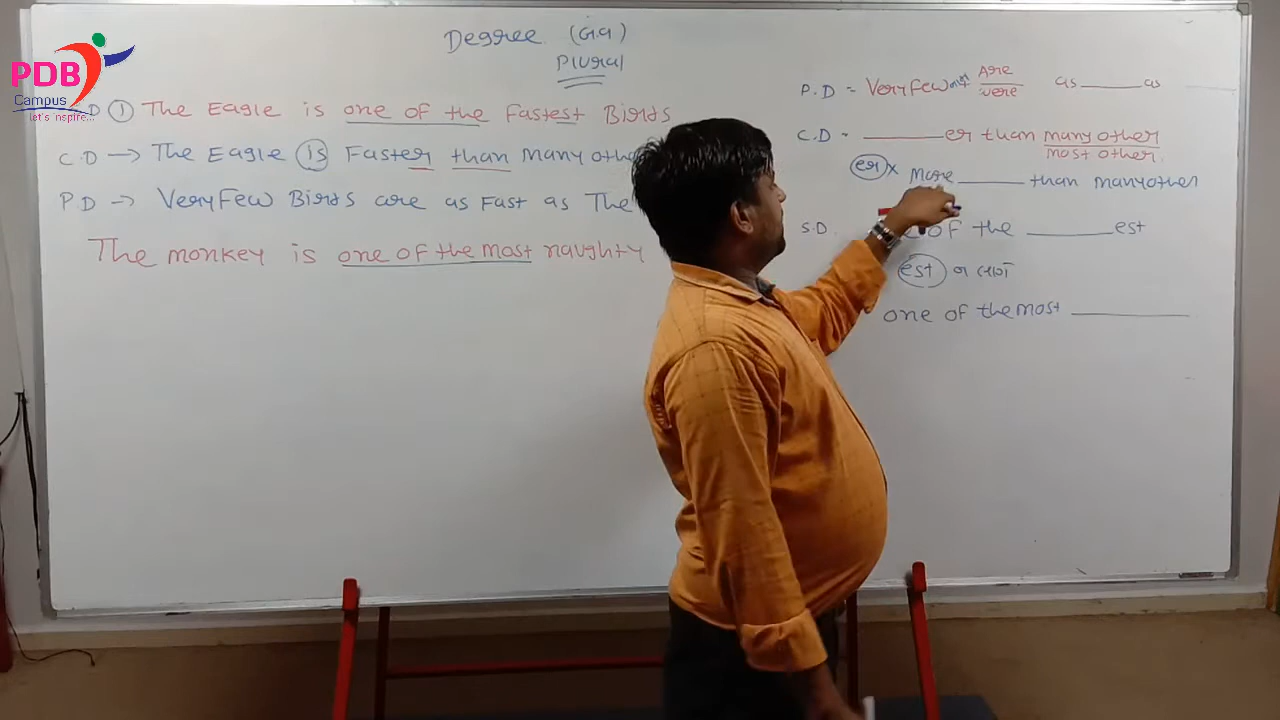 PDB
Campus
let's inspire...
Degree
Plural
D ① The Eagle is one of the Fastest Birds
C.D → The Eagle is Faster than many othe
P.D → Very Few Birds are as Fast as The
The monkey is one of the most naughty
P.D = Very Few Are as ____ as
were
C.D = ____ er than many other
most other.
er × More ____ than many other
S.D of the ____ est
est ન લાગે
one of the most ____